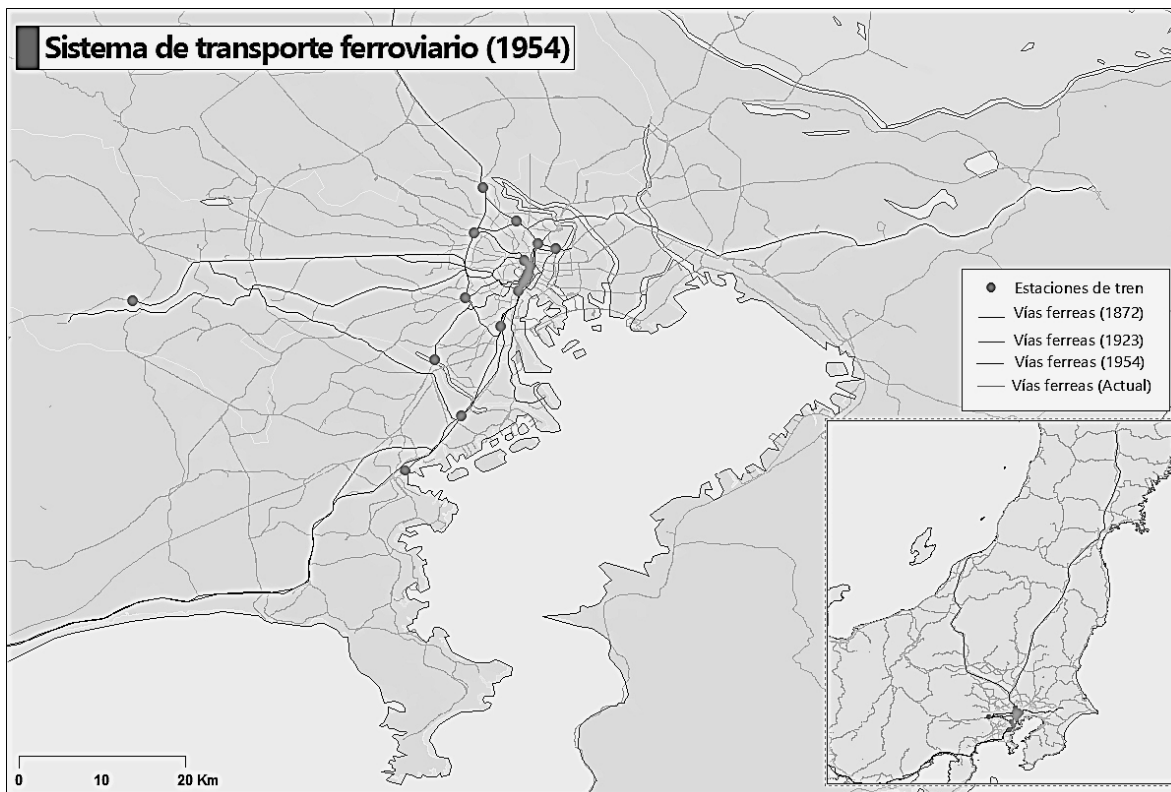 Sistema de transporte ferroviario (1954)
Estaciones de tren
Vías ferreas (1872)
Vías ferreas (1923)
Vías ferreas (1954)
Vías ferreas (Actual)
0 10 20 Km